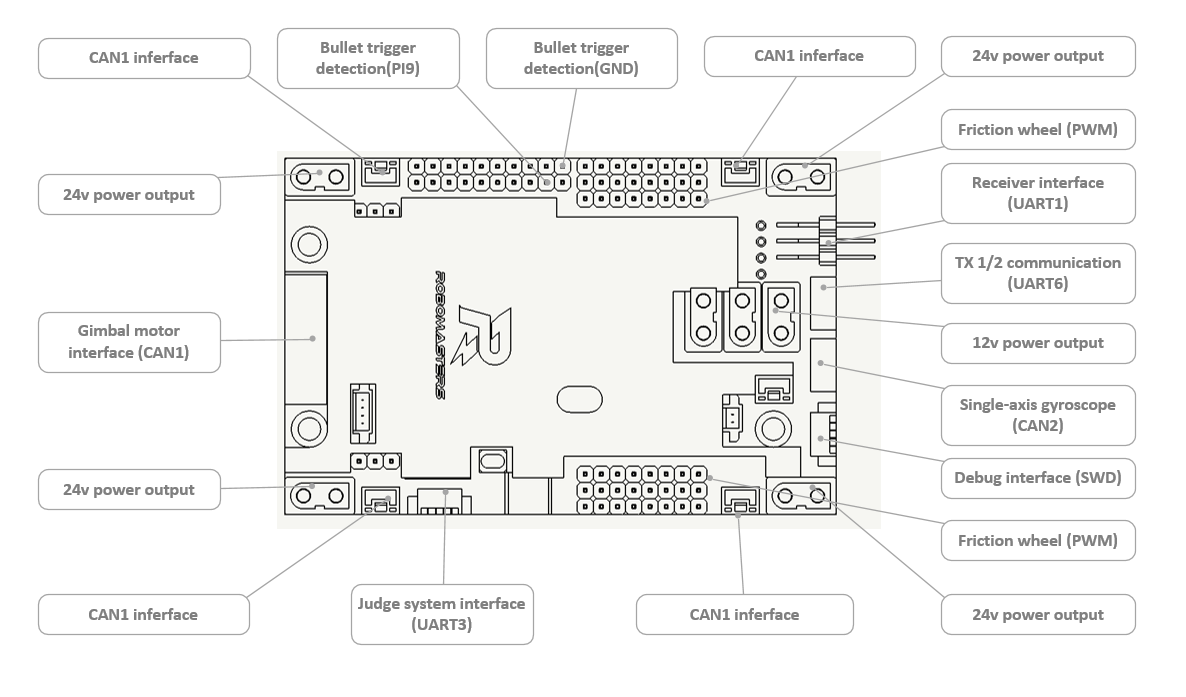 CAN1 inferface
Bullet trigger
detection(PI9)
Bullet trigger
detection(GND)
CAN1 inferface
24v power output
Friction wheel (PWM)
24v power output
Receiver interface
(UART1)
TX 1/2 communication
(UART6)
ROBOMASTERS
Gimbal motor
interface (CAN1)
12v power output
Single-axis gyroscope
(CAN2)
24v power output
Debug interface (SWD)
Friction wheel (PWM)
CAN1 inferface
Judge system interface
(UART3)
CAN1 inferface
24v power output